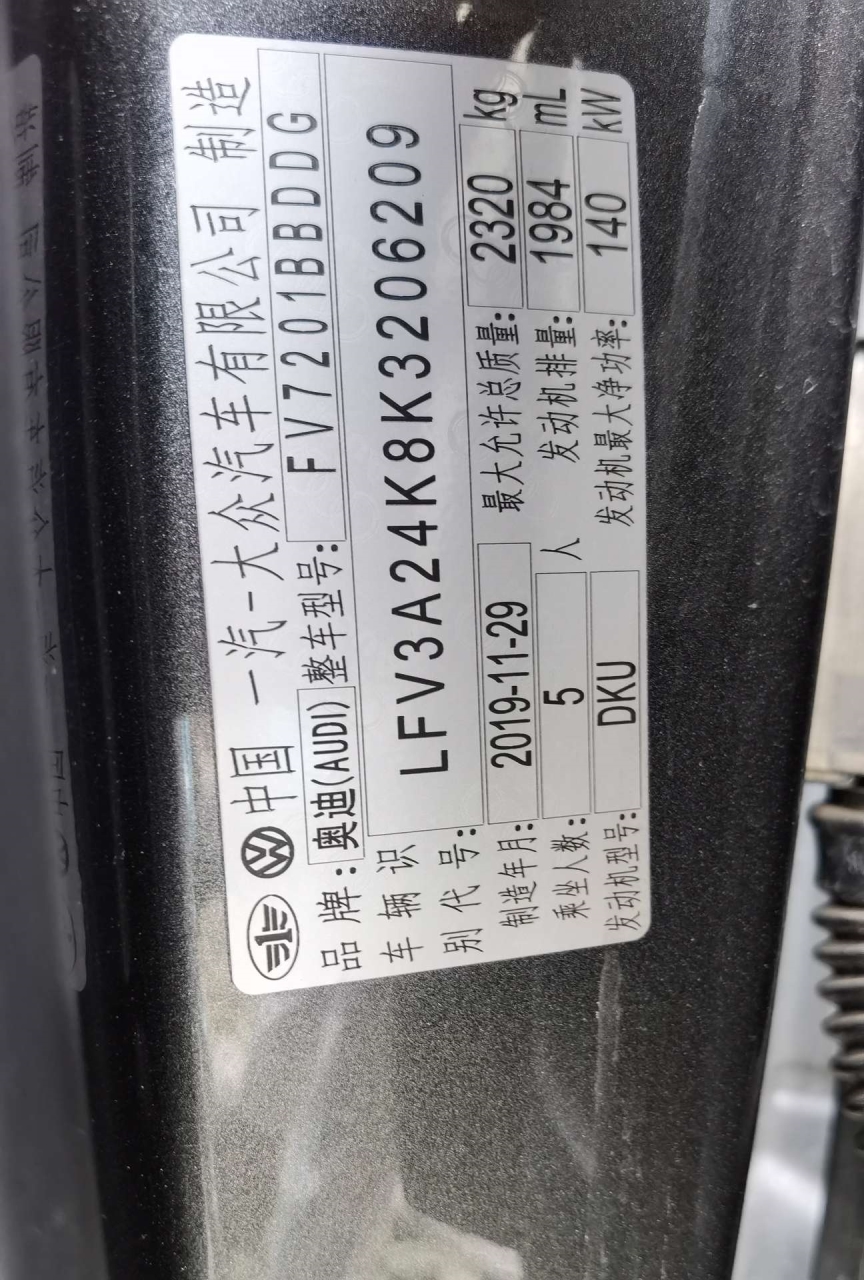 中国 一汽-大众汽车有限公司 制造
品牌:奥迪(AUDI) 整车型号:FV7201BBDDG
车辆识别代号:LFV3A24K8K3206209
制造年月:2019-11-29 最大允许总质量:2320 kg
乘坐人数:5 人 发动机排量:1984 mL
发动机型号:DKU 发动机最大净功率:140 kW